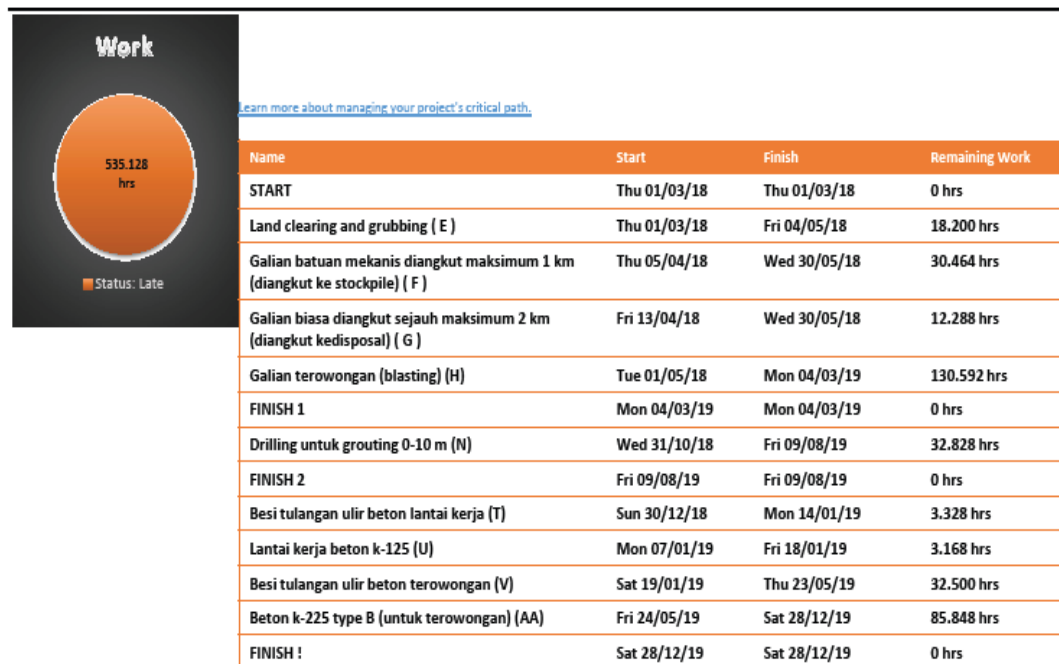 Work
535.128
hrs
Status: Late
Learn more about managing your project's critical path.
Name Start Finish Remaining Work
START Thu 01/03/18 Thu 01/03/18 0 hrs
Land clearing and grubbing ( E ) Thu 01/03/18 Fri 04/05/18 18.200 hrs
Galian batuan mekanis diangkut maksimum 1 km Thu 05/04/18 Wed 30/05/18 30.464 hrs
(diangkut ke stockpile) ( F )
Galian biasa diangkut sejauh maksimum 2 km Fri 13/04/18 Wed 30/05/18 12.288 hrs
(diangkut kedisposal) ( G )
Galian terowongan (blasting) (H) Tue 01/05/18 Mon 04/03/19 130.592 hrs
FINISH 1 Mon 04/03/19 Mon 04/03/19 0 hrs
Drilling untuk grouting 0-10 m (N) Wed 31/10/18 Fri 09/08/19 32.828 hrs
FINISH 2 Fri 09/08/19 Fri 09/08/19 0 hrs
Besi tulangan ulir beton lantai kerja (T) Sun 30/12/18 Mon 14/01/19 3.328 hrs
Lantai kerja beton k-125 (U) Mon 07/01/19 Fri 18/01/19 3.168 hrs
Besi tulangan ulir beton terowongan (V) Sat 19/01/19 Thu 23/05/19 32.500 hrs
Beton k-225 type B (untuk terowongan) (AA) Fri 24/05/19 Sat 28/12/19 85.848 hrs
FINISH ! Sat 28/12/19 Sat 28/12/19 0 hrs